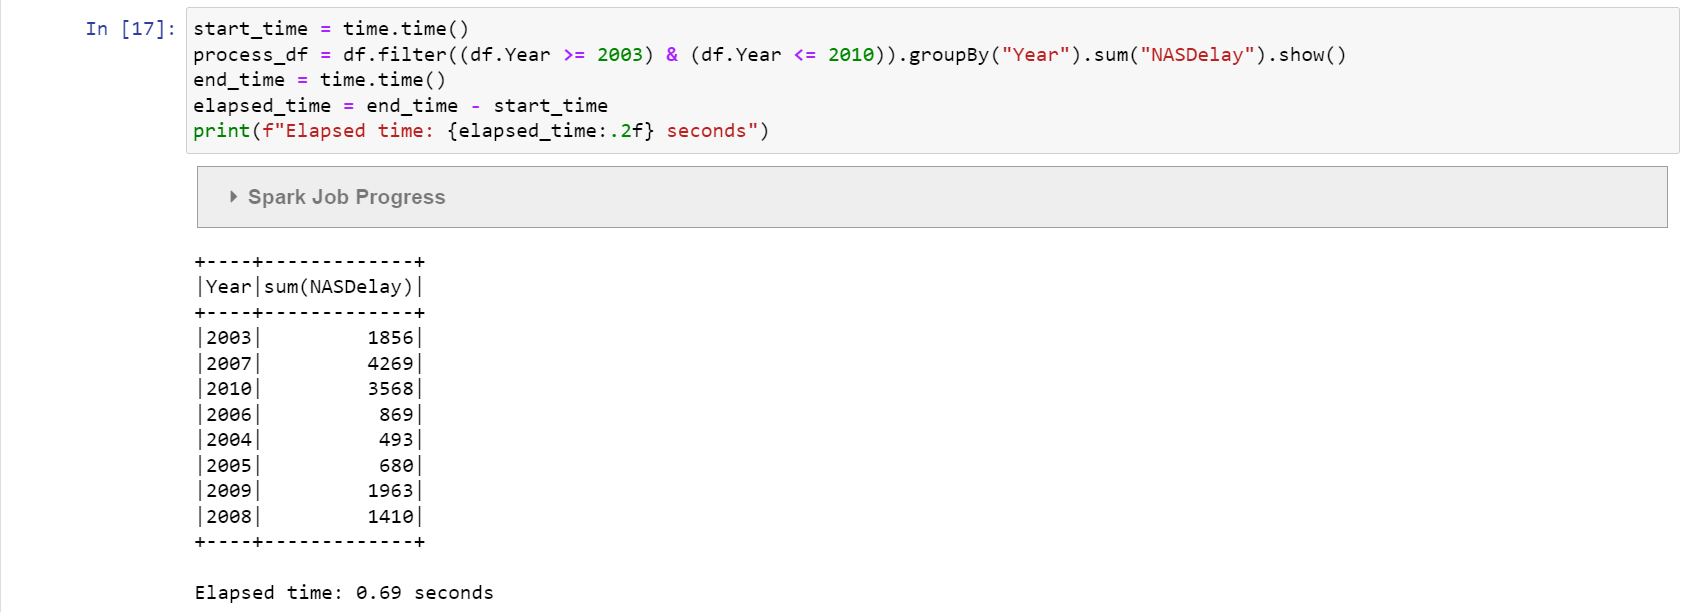 In [17]: start_time = time.time()
process_df = df.filter((df.Year >= 2003) & (df.Year <= 2010)).groupBy("Year").sum("NASDelay").show()
end_time = time.time()
elapsed_time = end_time - start_time
print(f"Elapsed time: {elapsed_time:.2f} seconds")
Spark Job Progress
+----+-------------+
|Year|sum(NASDelay)|
+----+-------------+
|2003|         1856|
|2007|         4269|
|2010|         3568|
|2006|          869|
|2004|          493|
|2005|          680|
|2009|         1963|
|2008|         1410|
+----+-------------+
Elapsed time: 0.69 seconds